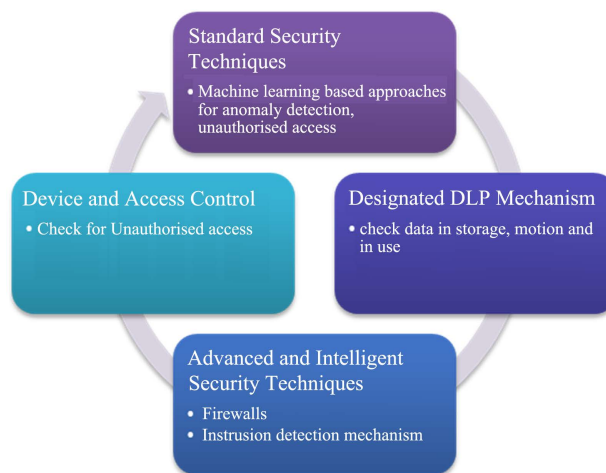 Standard Security
Techniques
• Machine learning based approaches
for anomaly detection,
unauthorised access
Designated DLP Mechanism
• check data in storage, motion and
in use
Advanced and Intelligent
Security Techniques
• Firewalls
• Instrusion detection mechanism
Device and Access Control
• Check for Unauthorised access